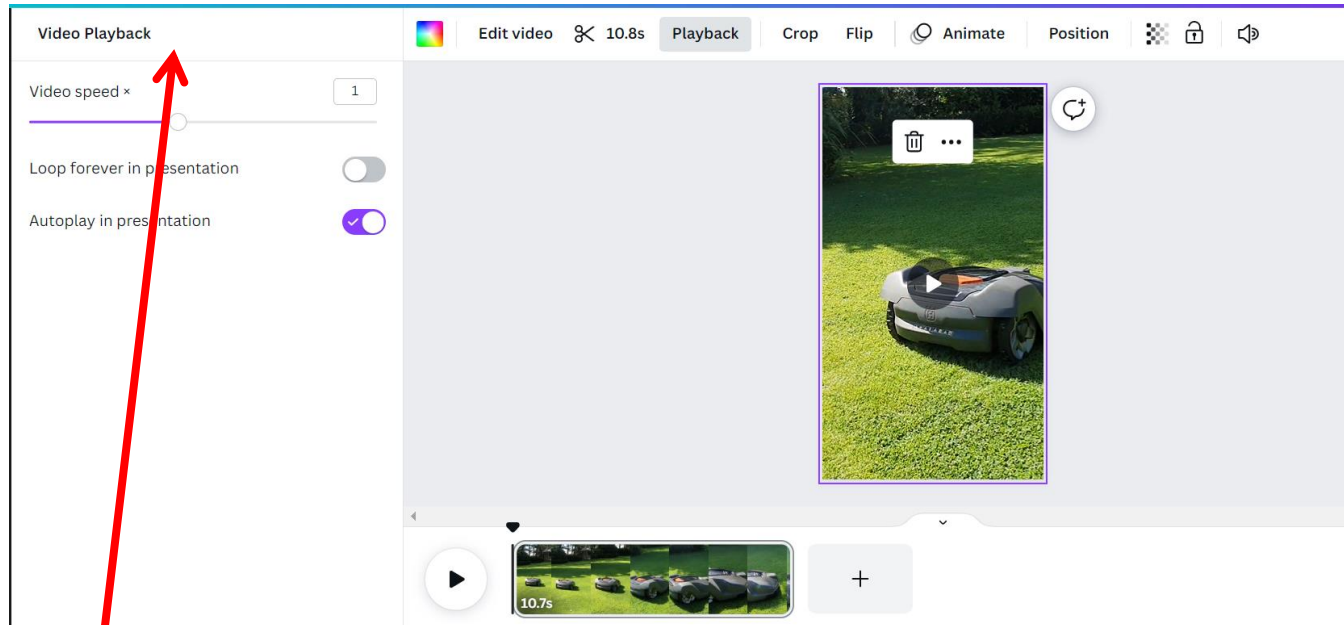 Video Playback
Edit video 10.8s Playback Crop Flip Animate Position
Video speed × 1
Loop forever in presentation
Autoplay in presentation
10.7s